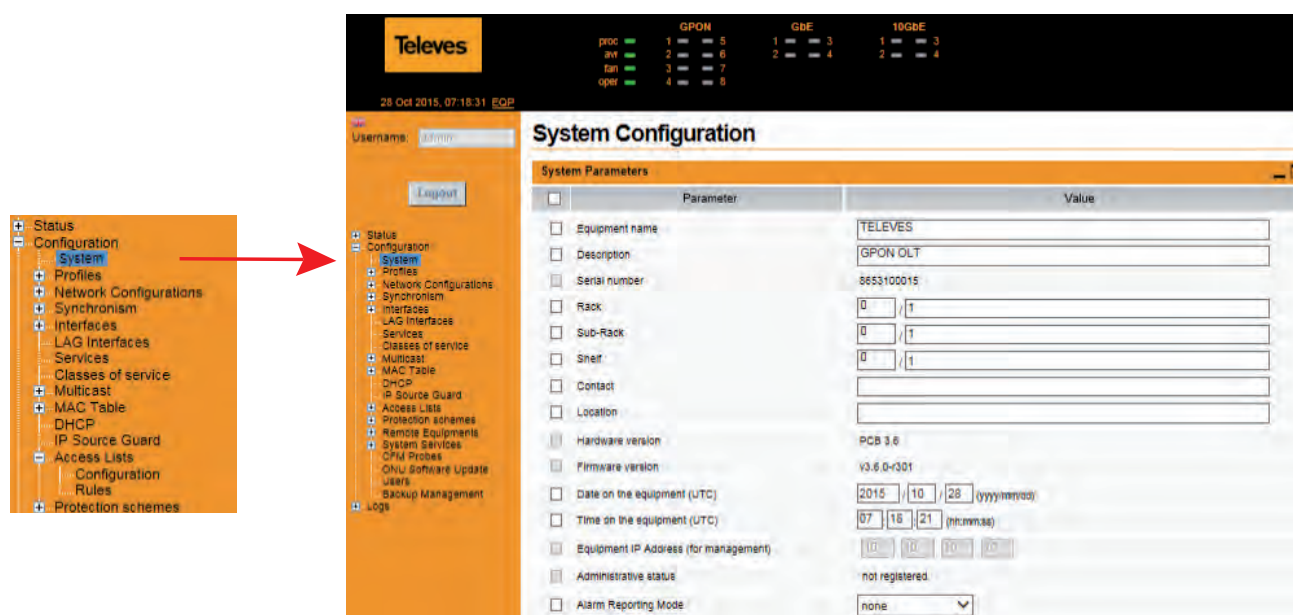 Status
Configuration
System
Profiles
Network Configurations
Synchronism
Interfaces
LAG Interfaces
Services
Classes of service
Multicast
MAC Table
DHCP
IP Source Guard
Access Lists
Configuration
Rules
Protection schemes
Televes
28 Oct 2015, 07:18:31 EQP
GPON GbE 10GbE
proc 1 5 1 3 1 3
avr 2 6 2 4 2 4
fan 3 7
oper 4 8
Username: admin
Logout
Status
Configuration
System
Profiles
Network Configurations
Synchronism
Interfaces
LAG Interfaces
Services
Classes of service
Multicast
MAC Table
DHCP
IP Source Guard
Access Lists
Protection schemes
Remote Equipments
System Services
CFM Probes
ONU Software Update
Users
Backup Management
Logs
System Configuration
System Parameters
Parameter Value
Equipment name TELEVES
Description GPON OLT
Serial number 8653100015
Rack 0 / 1
Sub-Rack 0 / 1
Shelf 0 / 1
Contact
Location
Hardware version PCB 3.6
Firmware version v3.6.0-r301
Date on the equipment (UTC) 2015 / 10 / 28 (yyyy/mm/dd)
Time on the equipment (UTC) 07 : 18 : 21 (hh:mm:ss)
Equipment IP Address (for management) 10 . 10 . 10 .
Administrative status not registered
Alarm Reporting Mode none